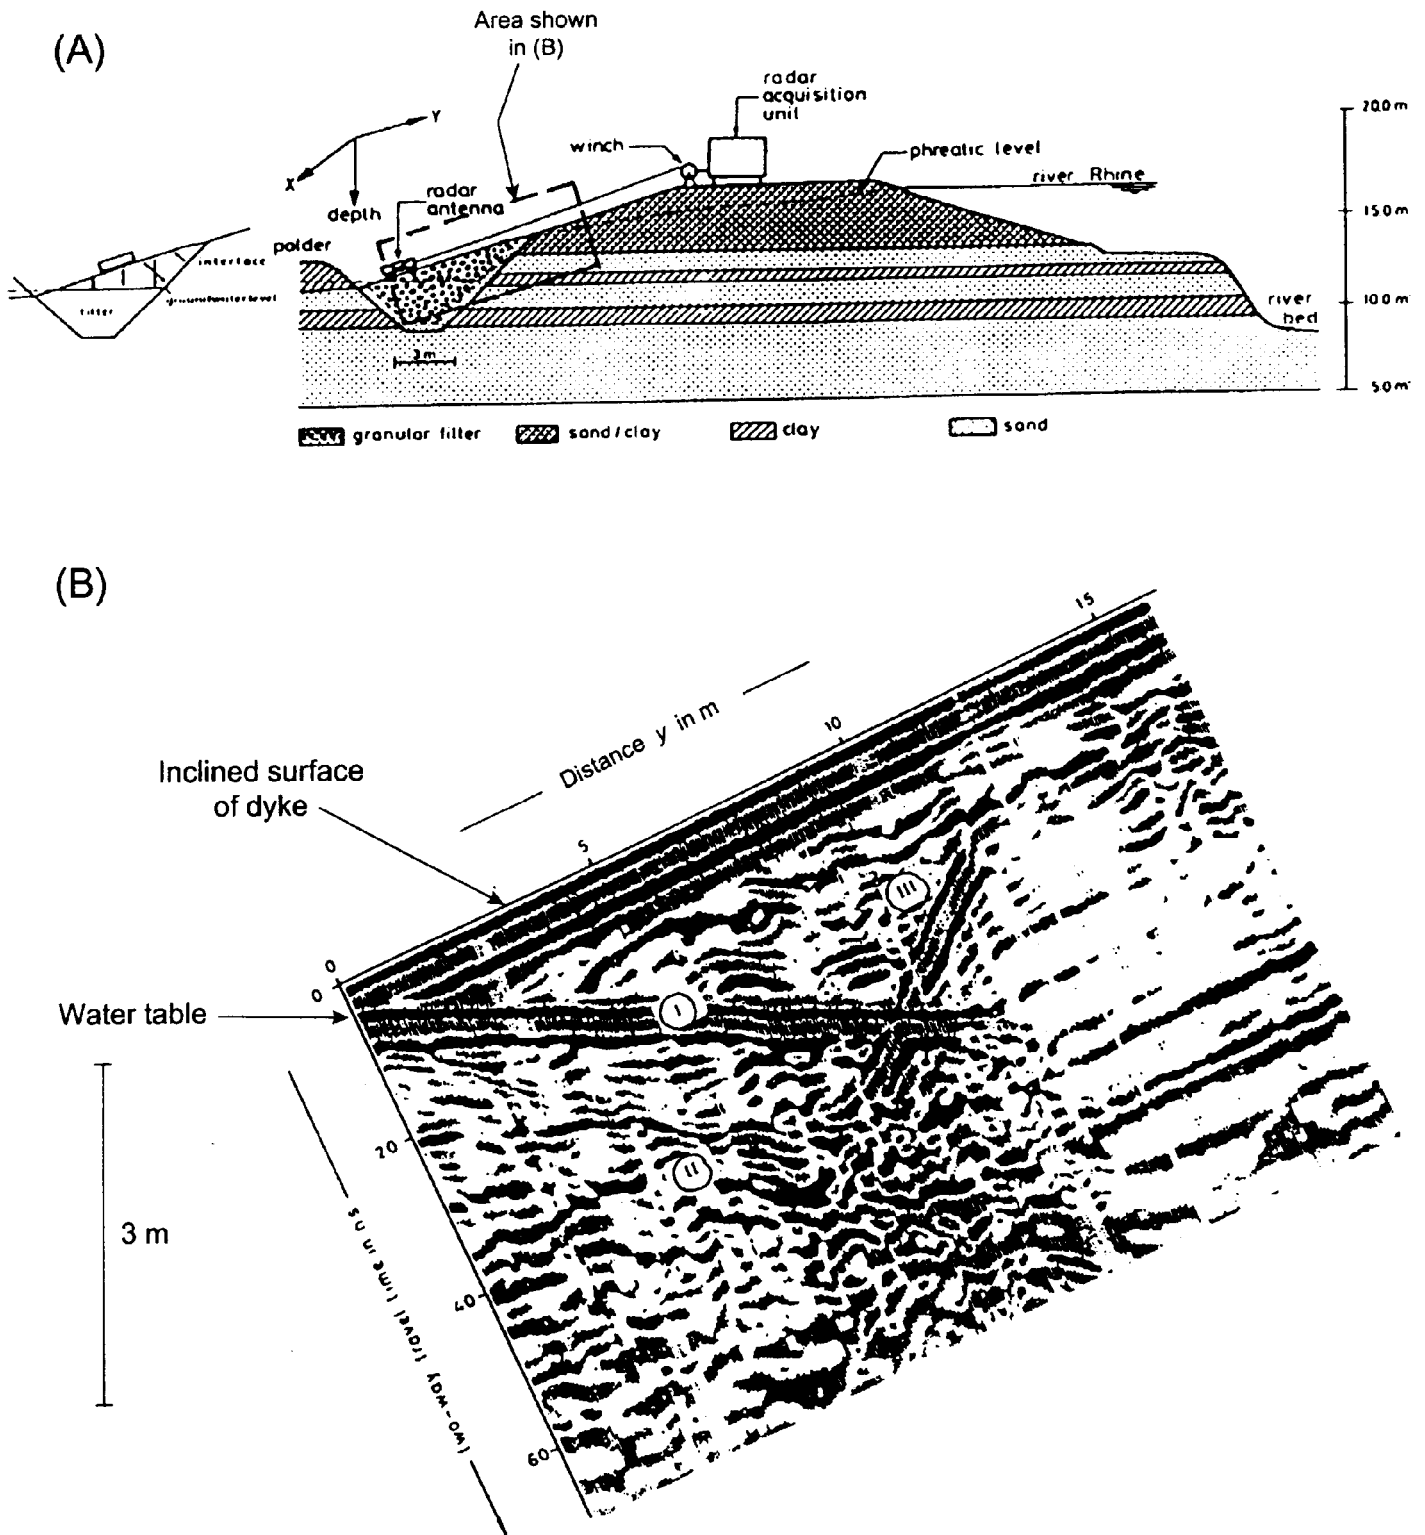 (A)
Area shown
in (B)
radar
acquisition
unit
20.0 m
Y
winch
phreatic level
river Rhine
X
depth
radar
antenna
15.0 m
polder
interface
groundwaterlevel
filter
10.0 m
river
bed
3 m
5.0 m
granular filter
sand/clay
clay
sand
(B)
15
Distance y in m
10
Inclined surface
of dyke
5
0
0
Water table
I
II
III
20
3 m
40
two-way travel time in ns
60